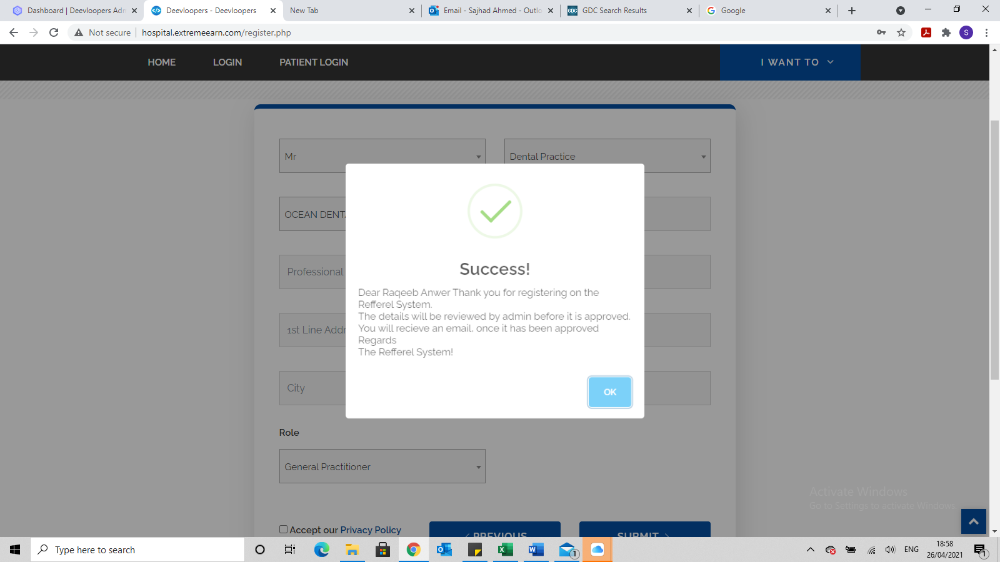 Dashboard | Deevloopers Adm
Deevloopers - Deevloopers
New Tab
Email - Sajhad Ahmed - Outlo
GDC
GDC Search Results
Google
Not secure
hospital.extremeearn.com/register.php
S
HOME
LOGIN
PATIENT LOGIN
I WANT TO
Mr
Dental Practice
OCEAN DENT
Professional
1st Line Addr
City
Success!
Dear Raqeeb Anwer Thank you for registering on the
Refferel System.
The details will be reviewed by admin before it is approved.
You will recieve an email, once it has been approved
Regards
The Refferel System!
OK
Role
General Practitioner
Accept our Privacy Policy
PREVIOUS
SUBMIT
Activate Windows
Go to Settings to activate Windows.
Type here to search
1
ENG
18:58
26/04/2021
1